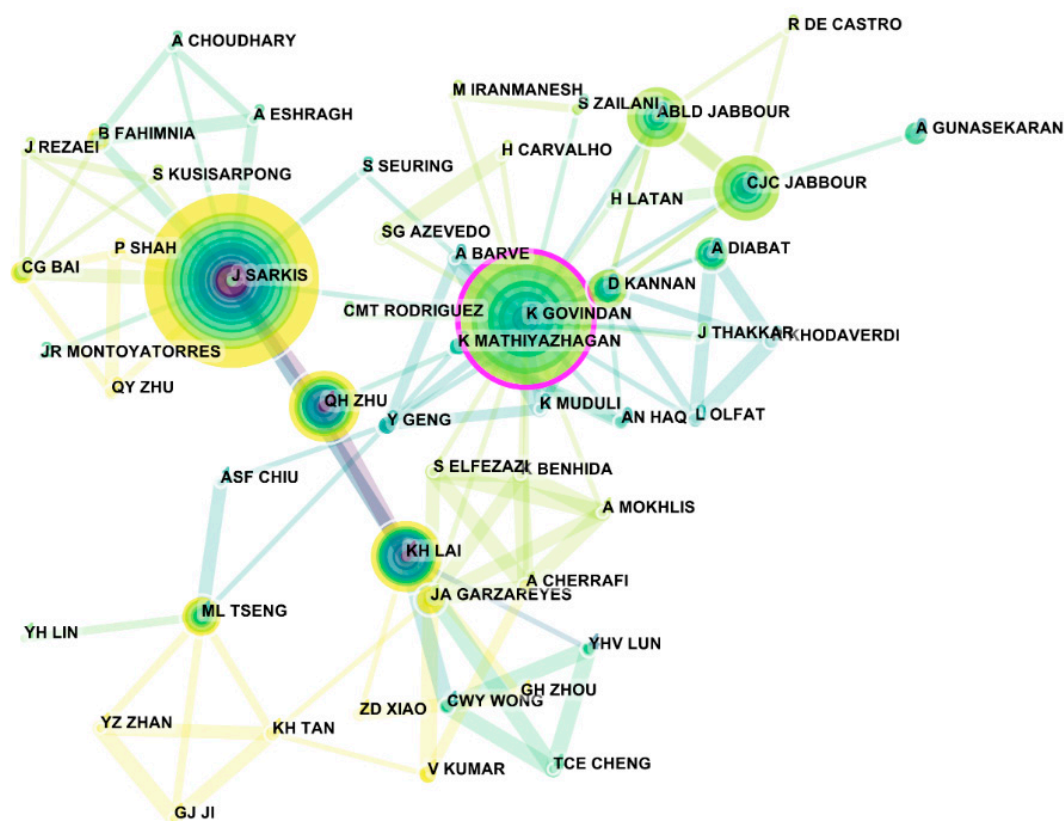 R DE CASTRO
A CHOUDHARY
M IRANMANESH
S ZAILANI
ABLD JABBOUR
A ESHRAGH
B FAHIMNIA
A GUNASEKARAN
J REZAEI
H CARVALHO
S SEURING
S KUSISARPONG
CJC JABBOUR
H LATAN
SG AZEVEDO
P SHAH
A BARVE
A DIABAT
CG BAI
J SARKIS
D KANNAN
CMT RODRIGUEZ
K GOVINDAN
J THAKKAR
R KHODAVERDI
K MATHIYAZHAGAN
JR MONTOYATORRES
QY ZHU
QH ZHU
K MUDULI
Y GENG
AN HAQ
L OLFAT
S ELFEZAZI
K BENHIDA
ASF CHIU
A MOKHLIS
KH LAI
A CHERRAFI
JA GARZAREYES
ML TSENG
YH LIN
YHV LUN
GH ZHOU
CWY WONG
ZD XIAO
YZ ZHAN
KH TAN
TCE CHENG
V KUMAR
GJ JI